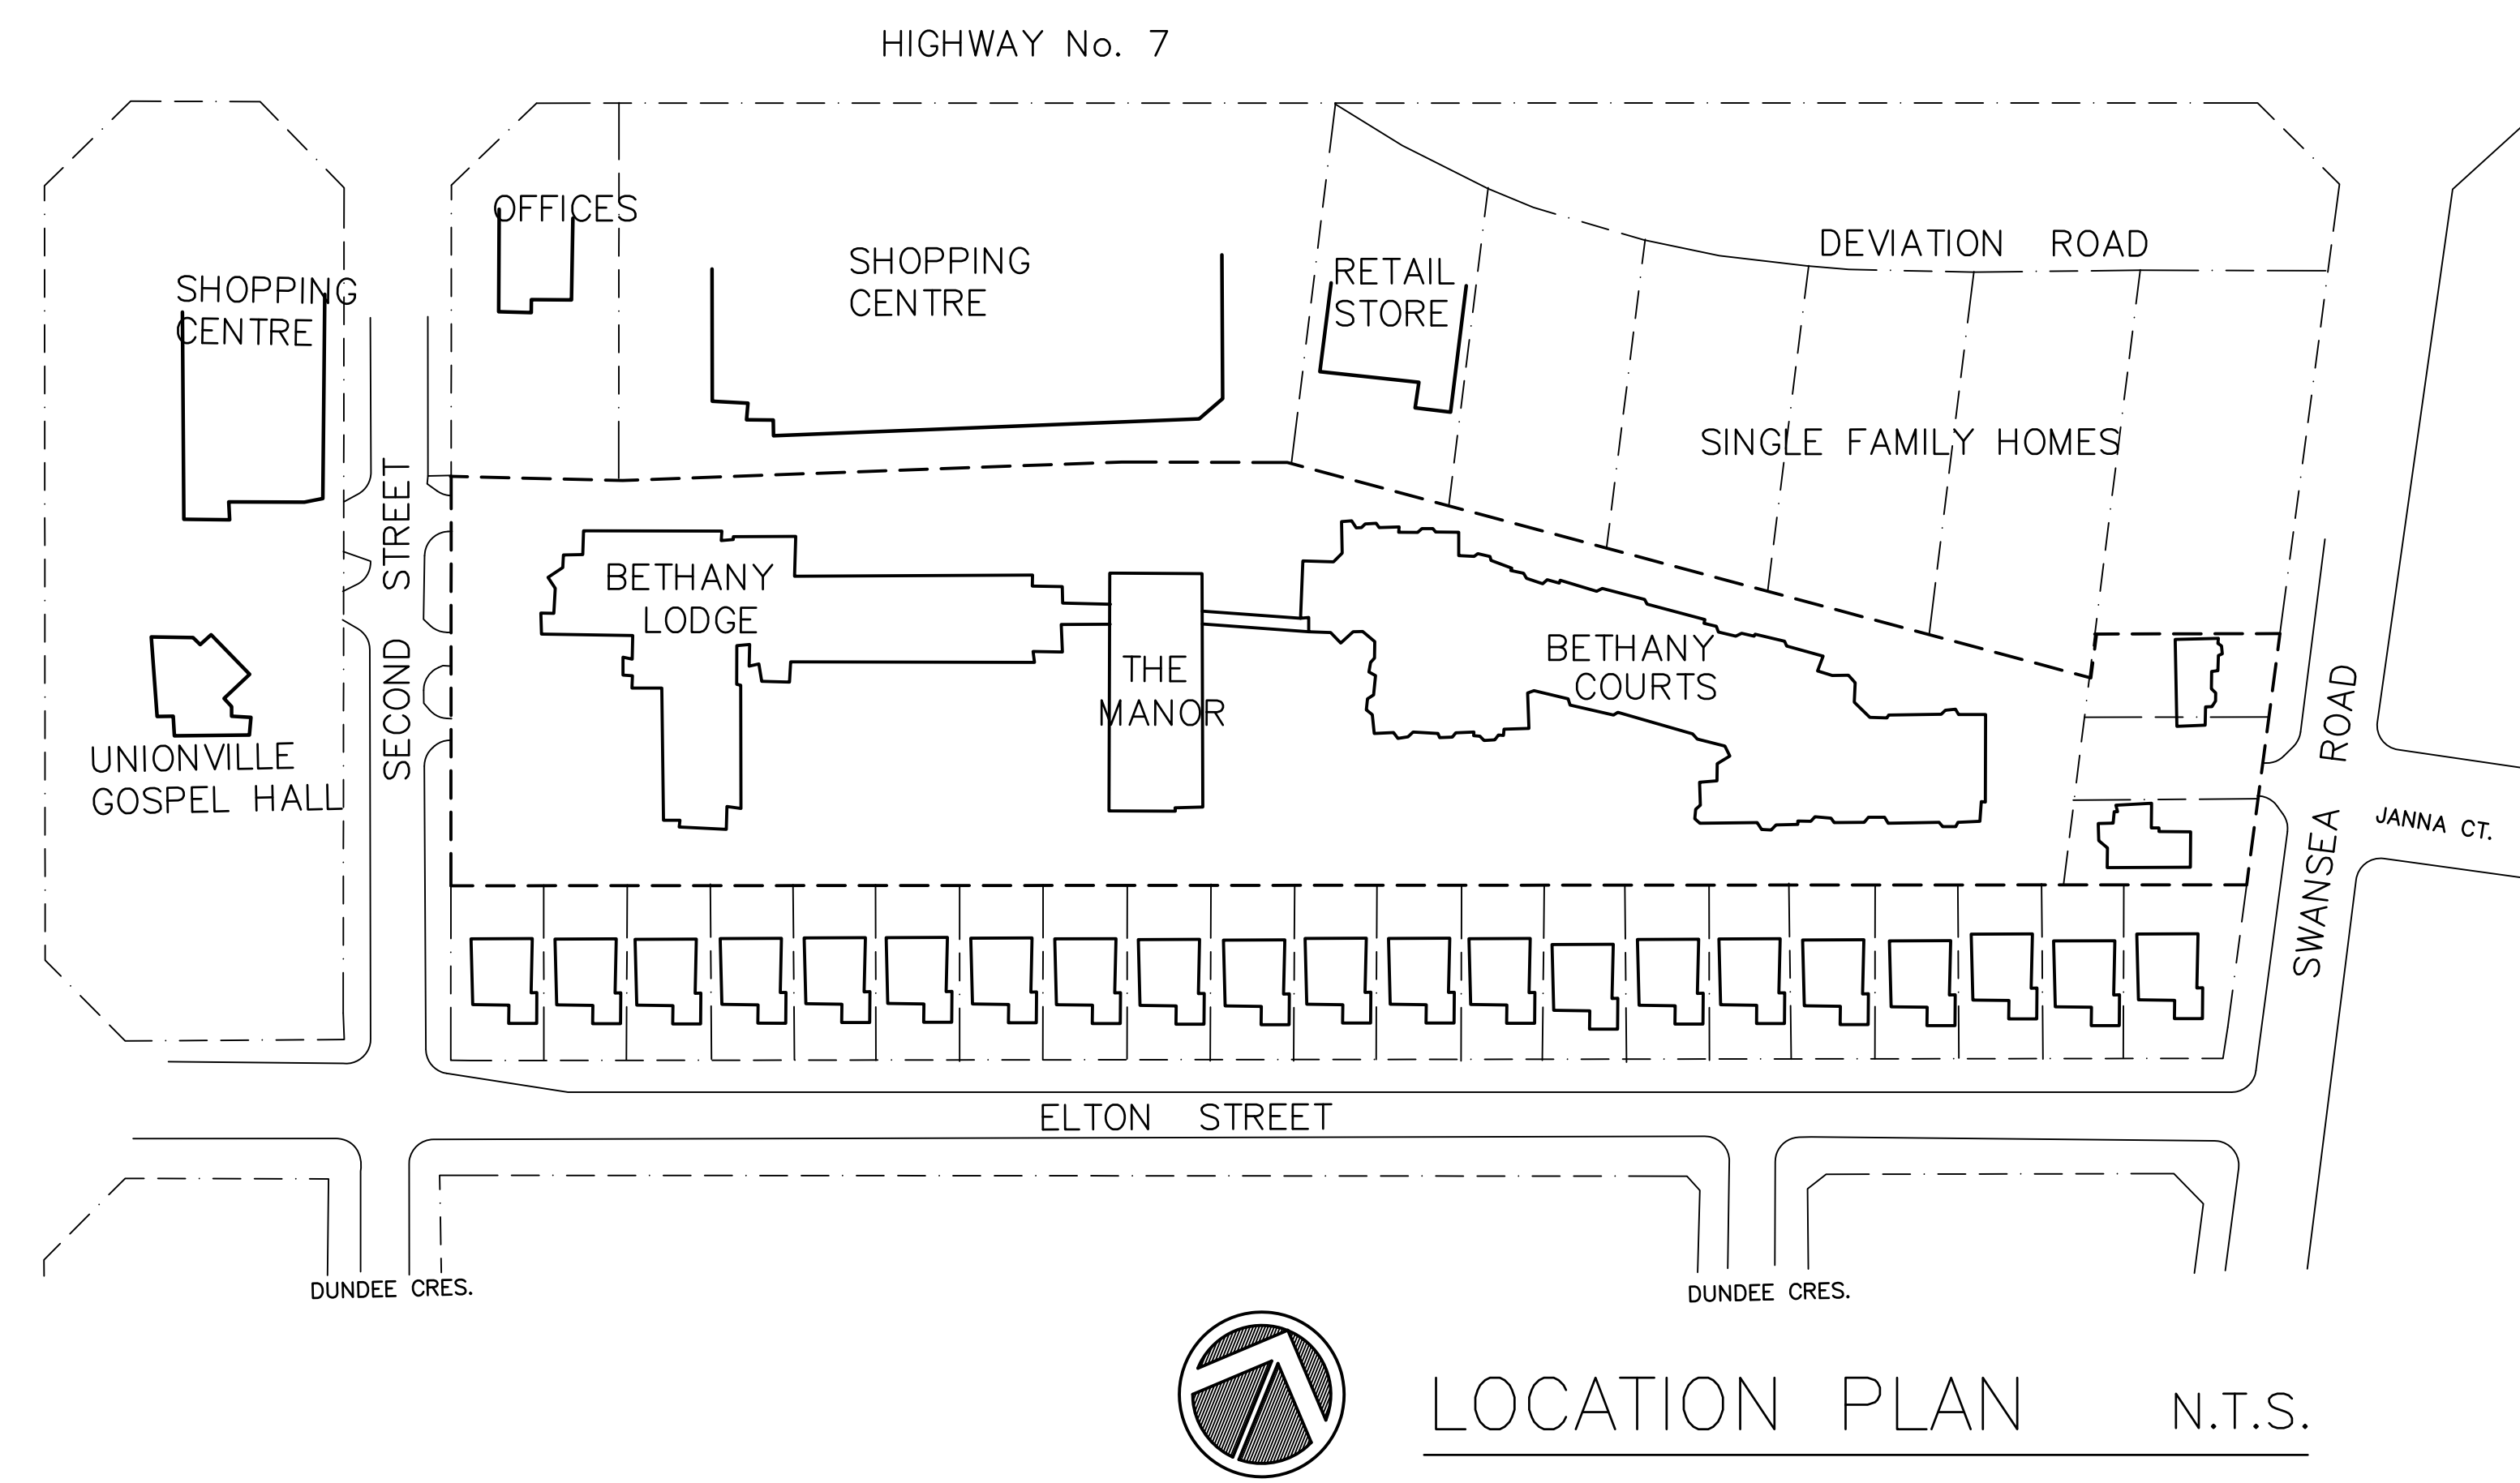 HIGHWAY No. 7
OFFICES
SHOPPING
CENTRE
SHOPPING
CENTRE
RETAIL
STORE
DEVIATION ROAD
SINGLE FAMILY HOMES
SECOND STREET
BETHANY
LODGE
THE
MANOR
BETHANY
COURTS
UNIONVILLE
GOSPEL HALL
SWANSEA ROAD
JANNA CT.
ELTON STREET
DUNDEE CRES.
DUNDEE CRES.
LOCATION PLAN N.T.S.